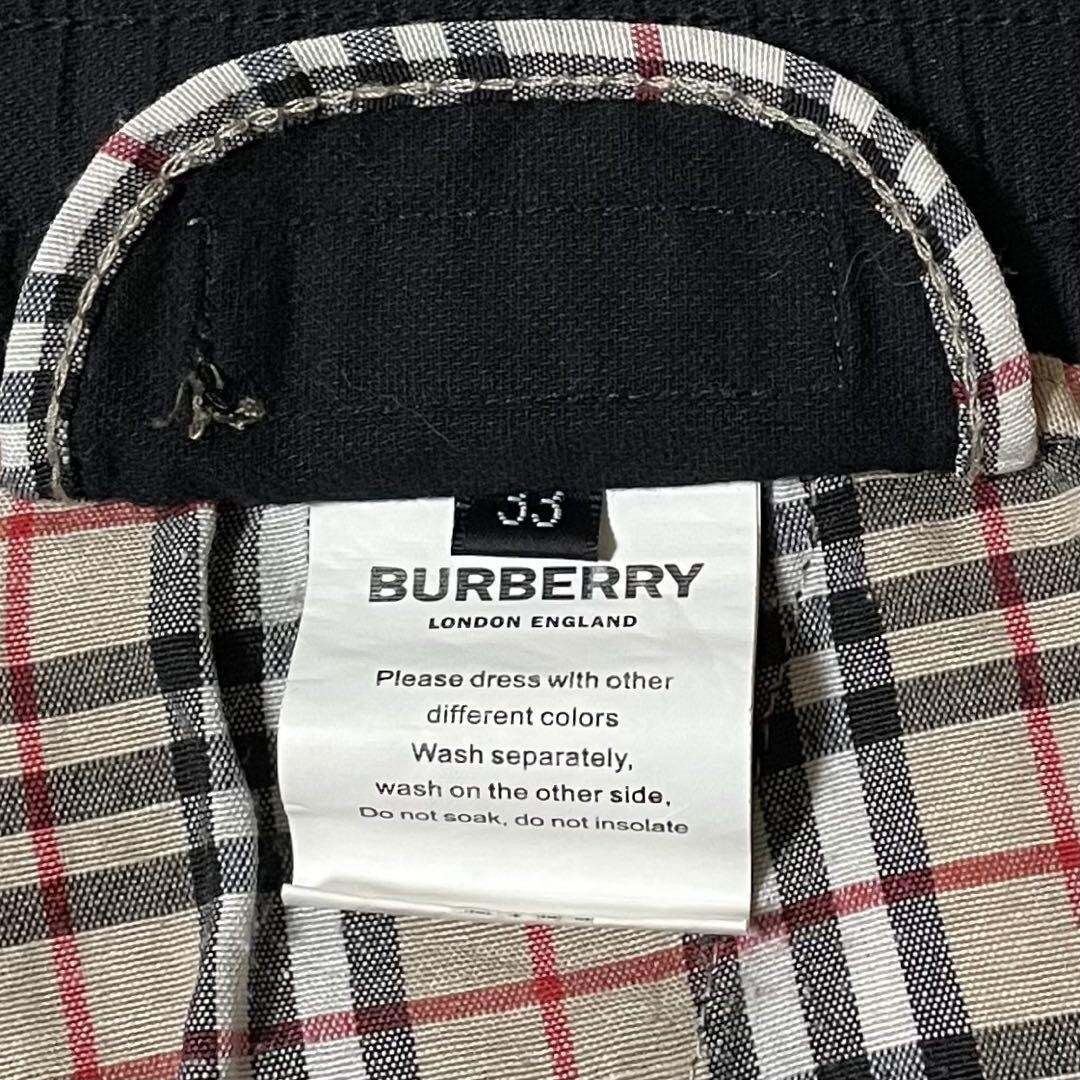 33
BURBERRY
LONDON ENGLAND
Please dress with other
different colors
Wash separately,
wash on the other side,
Do not soak, do not insolate